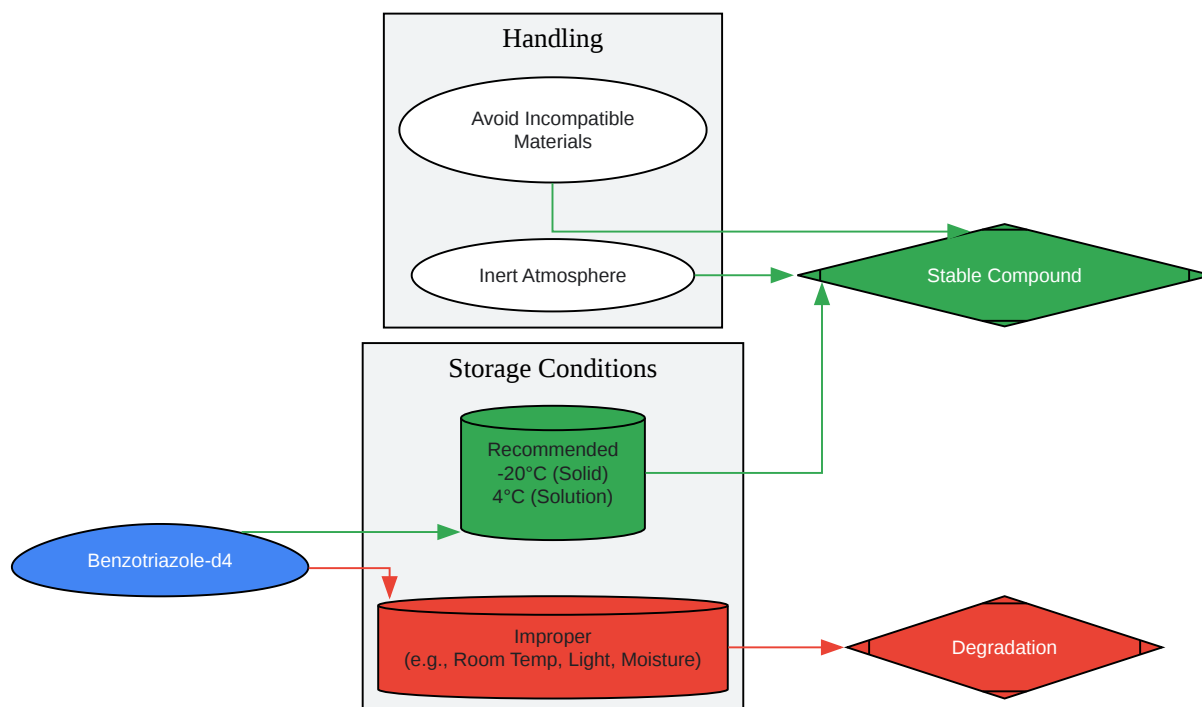 Handling
Avoid Incompatible
Materials
Inert Atmosphere
Stable Compound
Storage Conditions
Recommended
-20°C (Solid)
4°C (Solution)
Benzotriazole-d4
Improper
(e.g., Room Temp, Light, Moisture)
Degradation